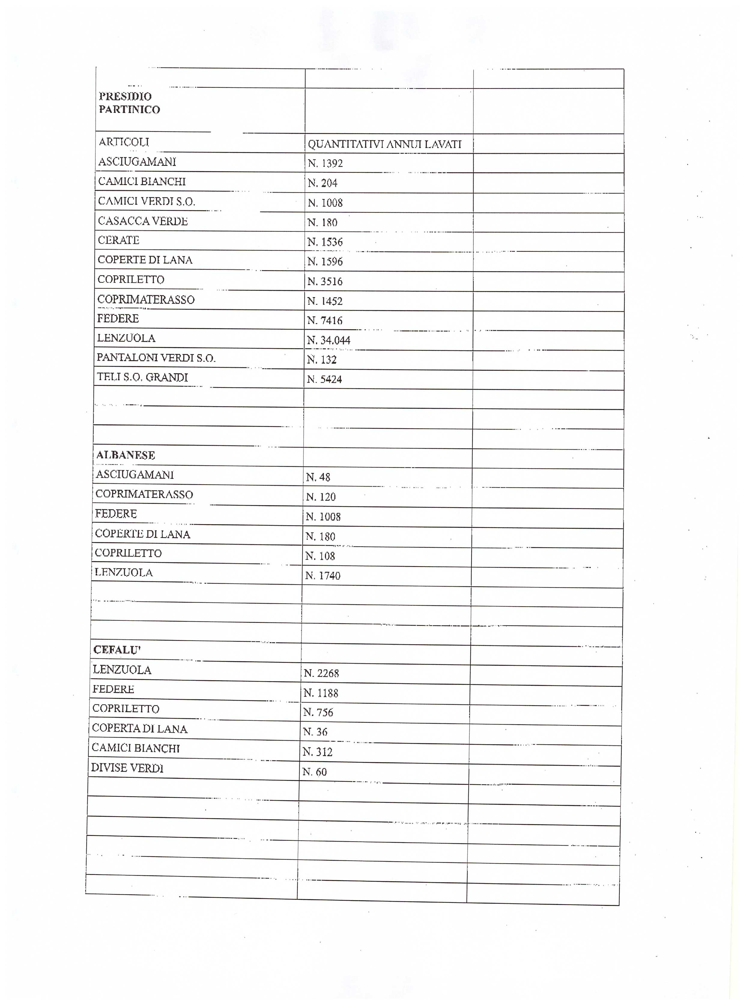 PRESIDIO
PARTINICO
ARTICOLI QUANTITATIVI ANNUI LAVATI
ASCIUGAMANI N. 1392
CAMICI BIANCHI N. 204
CAMICI VERDI S.O. N. 1008
CASACCA VERDE N. 180
CERATE N. 1536
COPERTE DI LANA N. 1596
COPRILETTO N. 3516
COPRIMATERASSO N. 1452
FEDERE N. 7416
LENZUOLA N. 34.044
PANTALONI VERDI S.O. N. 132
TELI S.O. GRANDI N. 5424
ALBANESE
ASCIUGAMANI N. 48
COPRIMATERASSO N. 120
FEDERE N. 1008
COPERTE DI LANA N. 180
COPRILETTO N. 108
LENZUOLA N. 1740
CEFALU'
LENZUOLA N. 2268
FEDERE N. 1188
COPRILETTO N. 756
COPERTA DI LANA N. 36
CAMICI BIANCHI N. 312
DIVISE VERDI N. 60